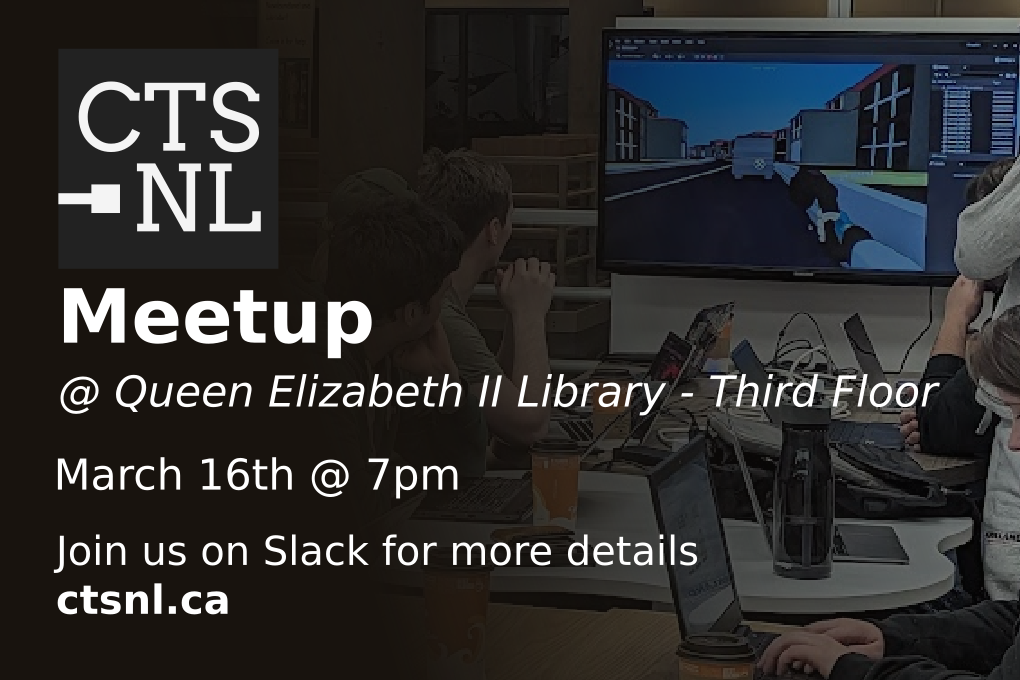 CTS
NL
Meetup
@ Queen Elizabeth II Library - Third Floor
March 16th @ 7pm
Join us on Slack for more details
ctsnl.ca